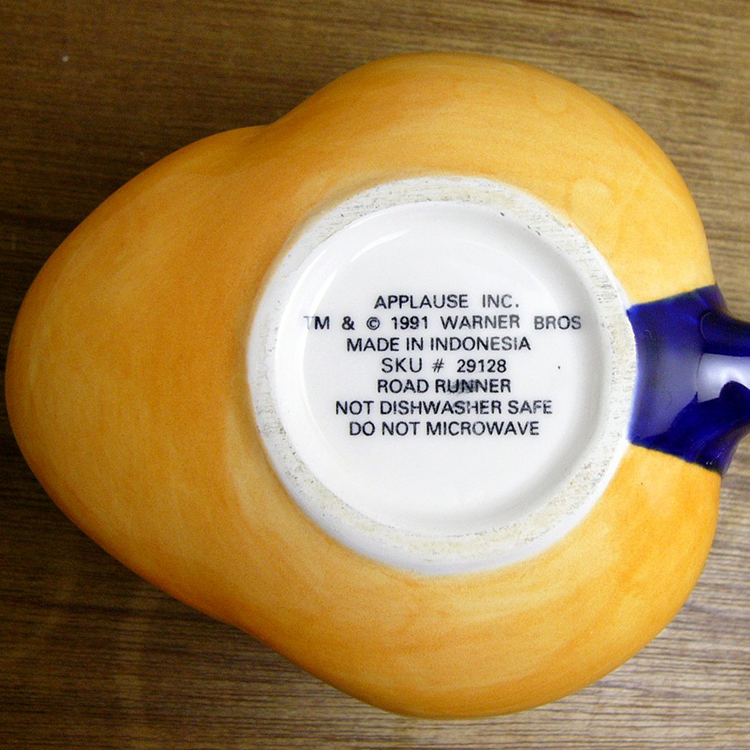 APPLAUSE INC.
TM & © 1991 WARNER BROS
MADE IN INDONESIA
SKU # 29128
ROAD RUNNER
NOT DISHWASHER SAFE
DO NOT MICROWAVE